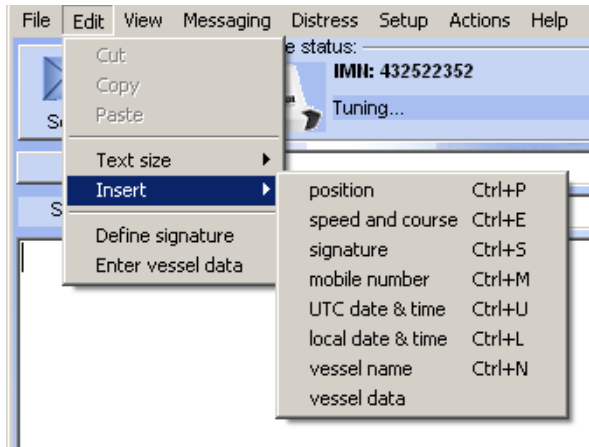 File Edit View Messaging Distress Setup Actions Help
e status:
IMN: 432522352
Tuning...
Cut
Copy
Paste
Text size
Insert
Define signature
Enter vessel data
position Ctrl+P
speed and course Ctrl+E
signature Ctrl+S
mobile number Ctrl+M
UTC date & time Ctrl+U
local date & time Ctrl+L
vessel name Ctrl+N
vessel data